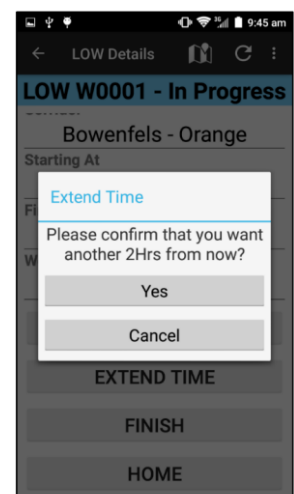 9:45 am
LOW Details
LOW W0001 - In Progress
Bowenfels - Orange
Starting At
Fi
Extend Time
Please confirm that you want
another 2Hrs from now?
W
Yes
Cancel
EXTEND TIME
FINISH
HOME